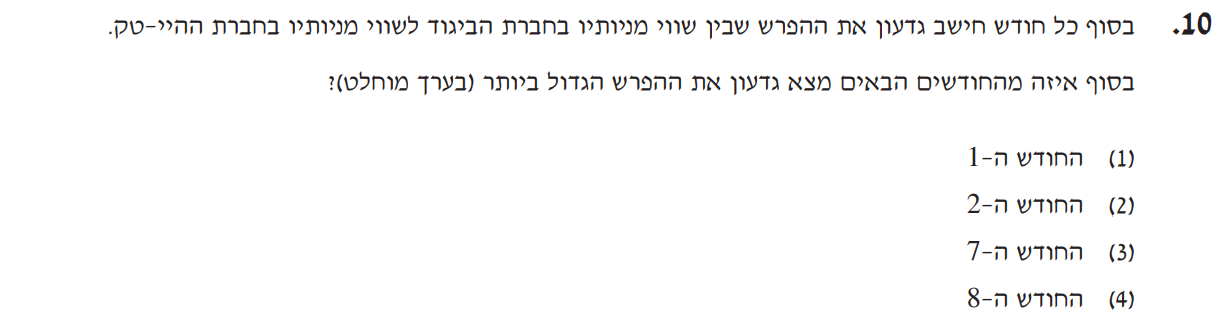 10. בסוף כל חודש חישב גדעון את ההפרש שבין שווי מניותיו בחברת הביגוד לשווי מניותיו בחברת ההיי-טק.
בסוף איזה מהחודשים הבאים מצא גדעון את ההפרש הגדול ביותר (בערך מוחלט)?
(1) החודש ה-1
(2) החודש ה-2
(3) החודש ה-7
(4) החודש ה-8